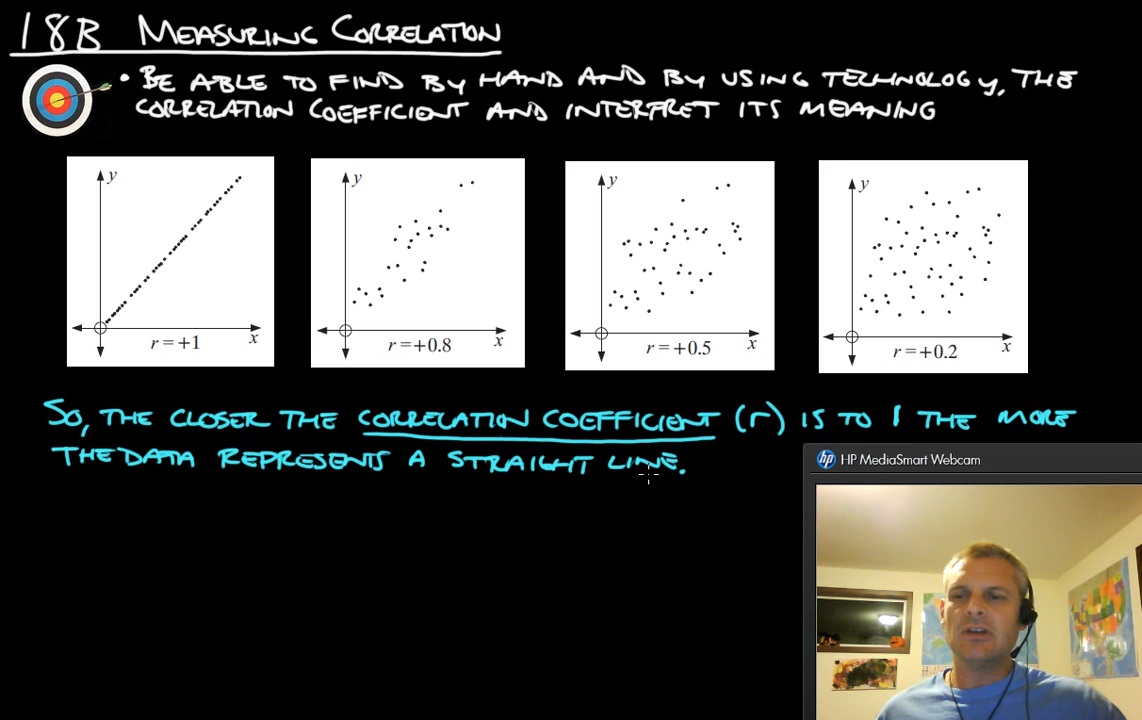 18B MEASURING CORRELATION
• BE ABLE TO FIND BY HAND AND BY USING TECHNOLOGY, THE
CORRELATION COEFFICIENT AND INTERPRET ITS MEANING
y
x
r = +1
y
x
r = +0.8
y
x
r = +0.5
y
x
r = +0.2
SO, THE CLOSER THE CORRELATION COEFFICIENT (r) IS TO 1 THE MORE
THE DATA REPRESENTS A STRAIGHT LINE.
hp HP MediaSmart Webcam